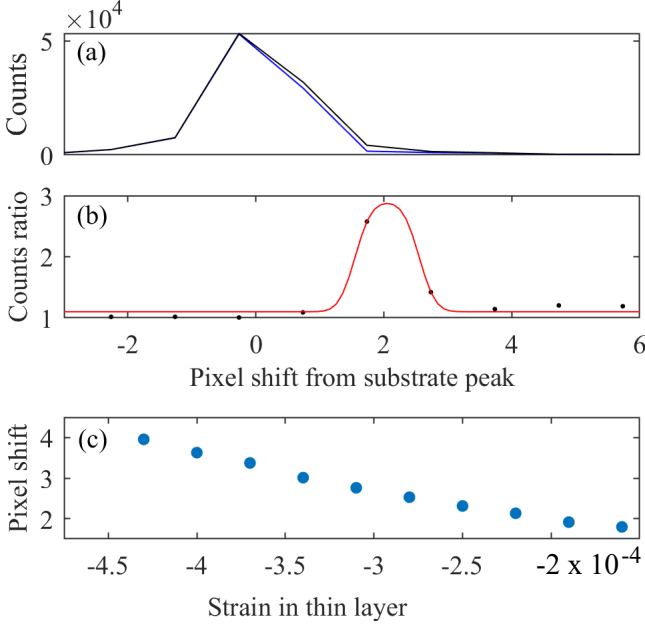 ×10⁴
(a)
5
0
Counts
(b)
3
2
1
Counts ratio
-2 0 2 4 6
Pixel shift from substrate peak
(c)
4
3
2
Pixel shift
-4.5 -4 -3.5 -3 -2.5 -2 x 10⁻⁴
Strain in thin layer